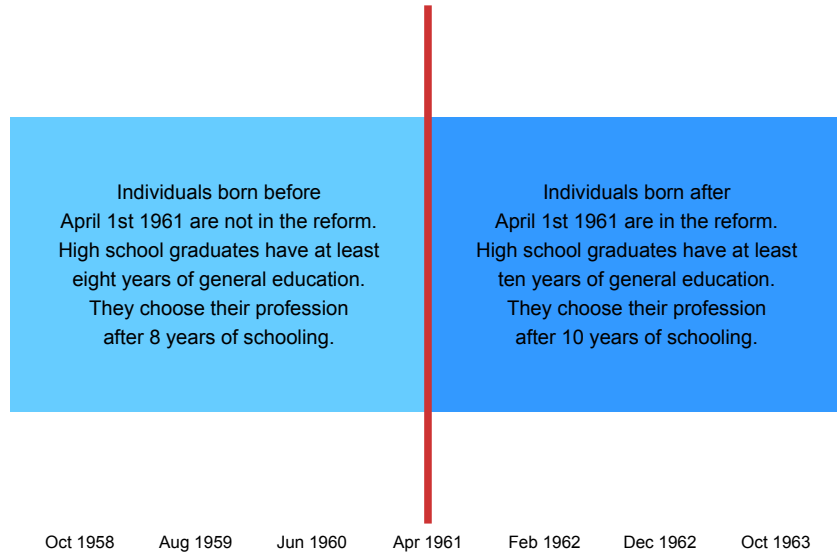 Individuals born before
April 1st 1961 are not in the reform.
High school graduates have at least
eight years of general education.
They choose their profession
after 8 years of schooling.
Individuals born after
April 1st 1961 are in the reform.
High school graduates have at least
ten years of general education.
They choose their profession
after 10 years of schooling.
Oct 1958 Aug 1959 Jun 1960 Apr 1961 Feb 1962 Dec 1962 Oct 1963